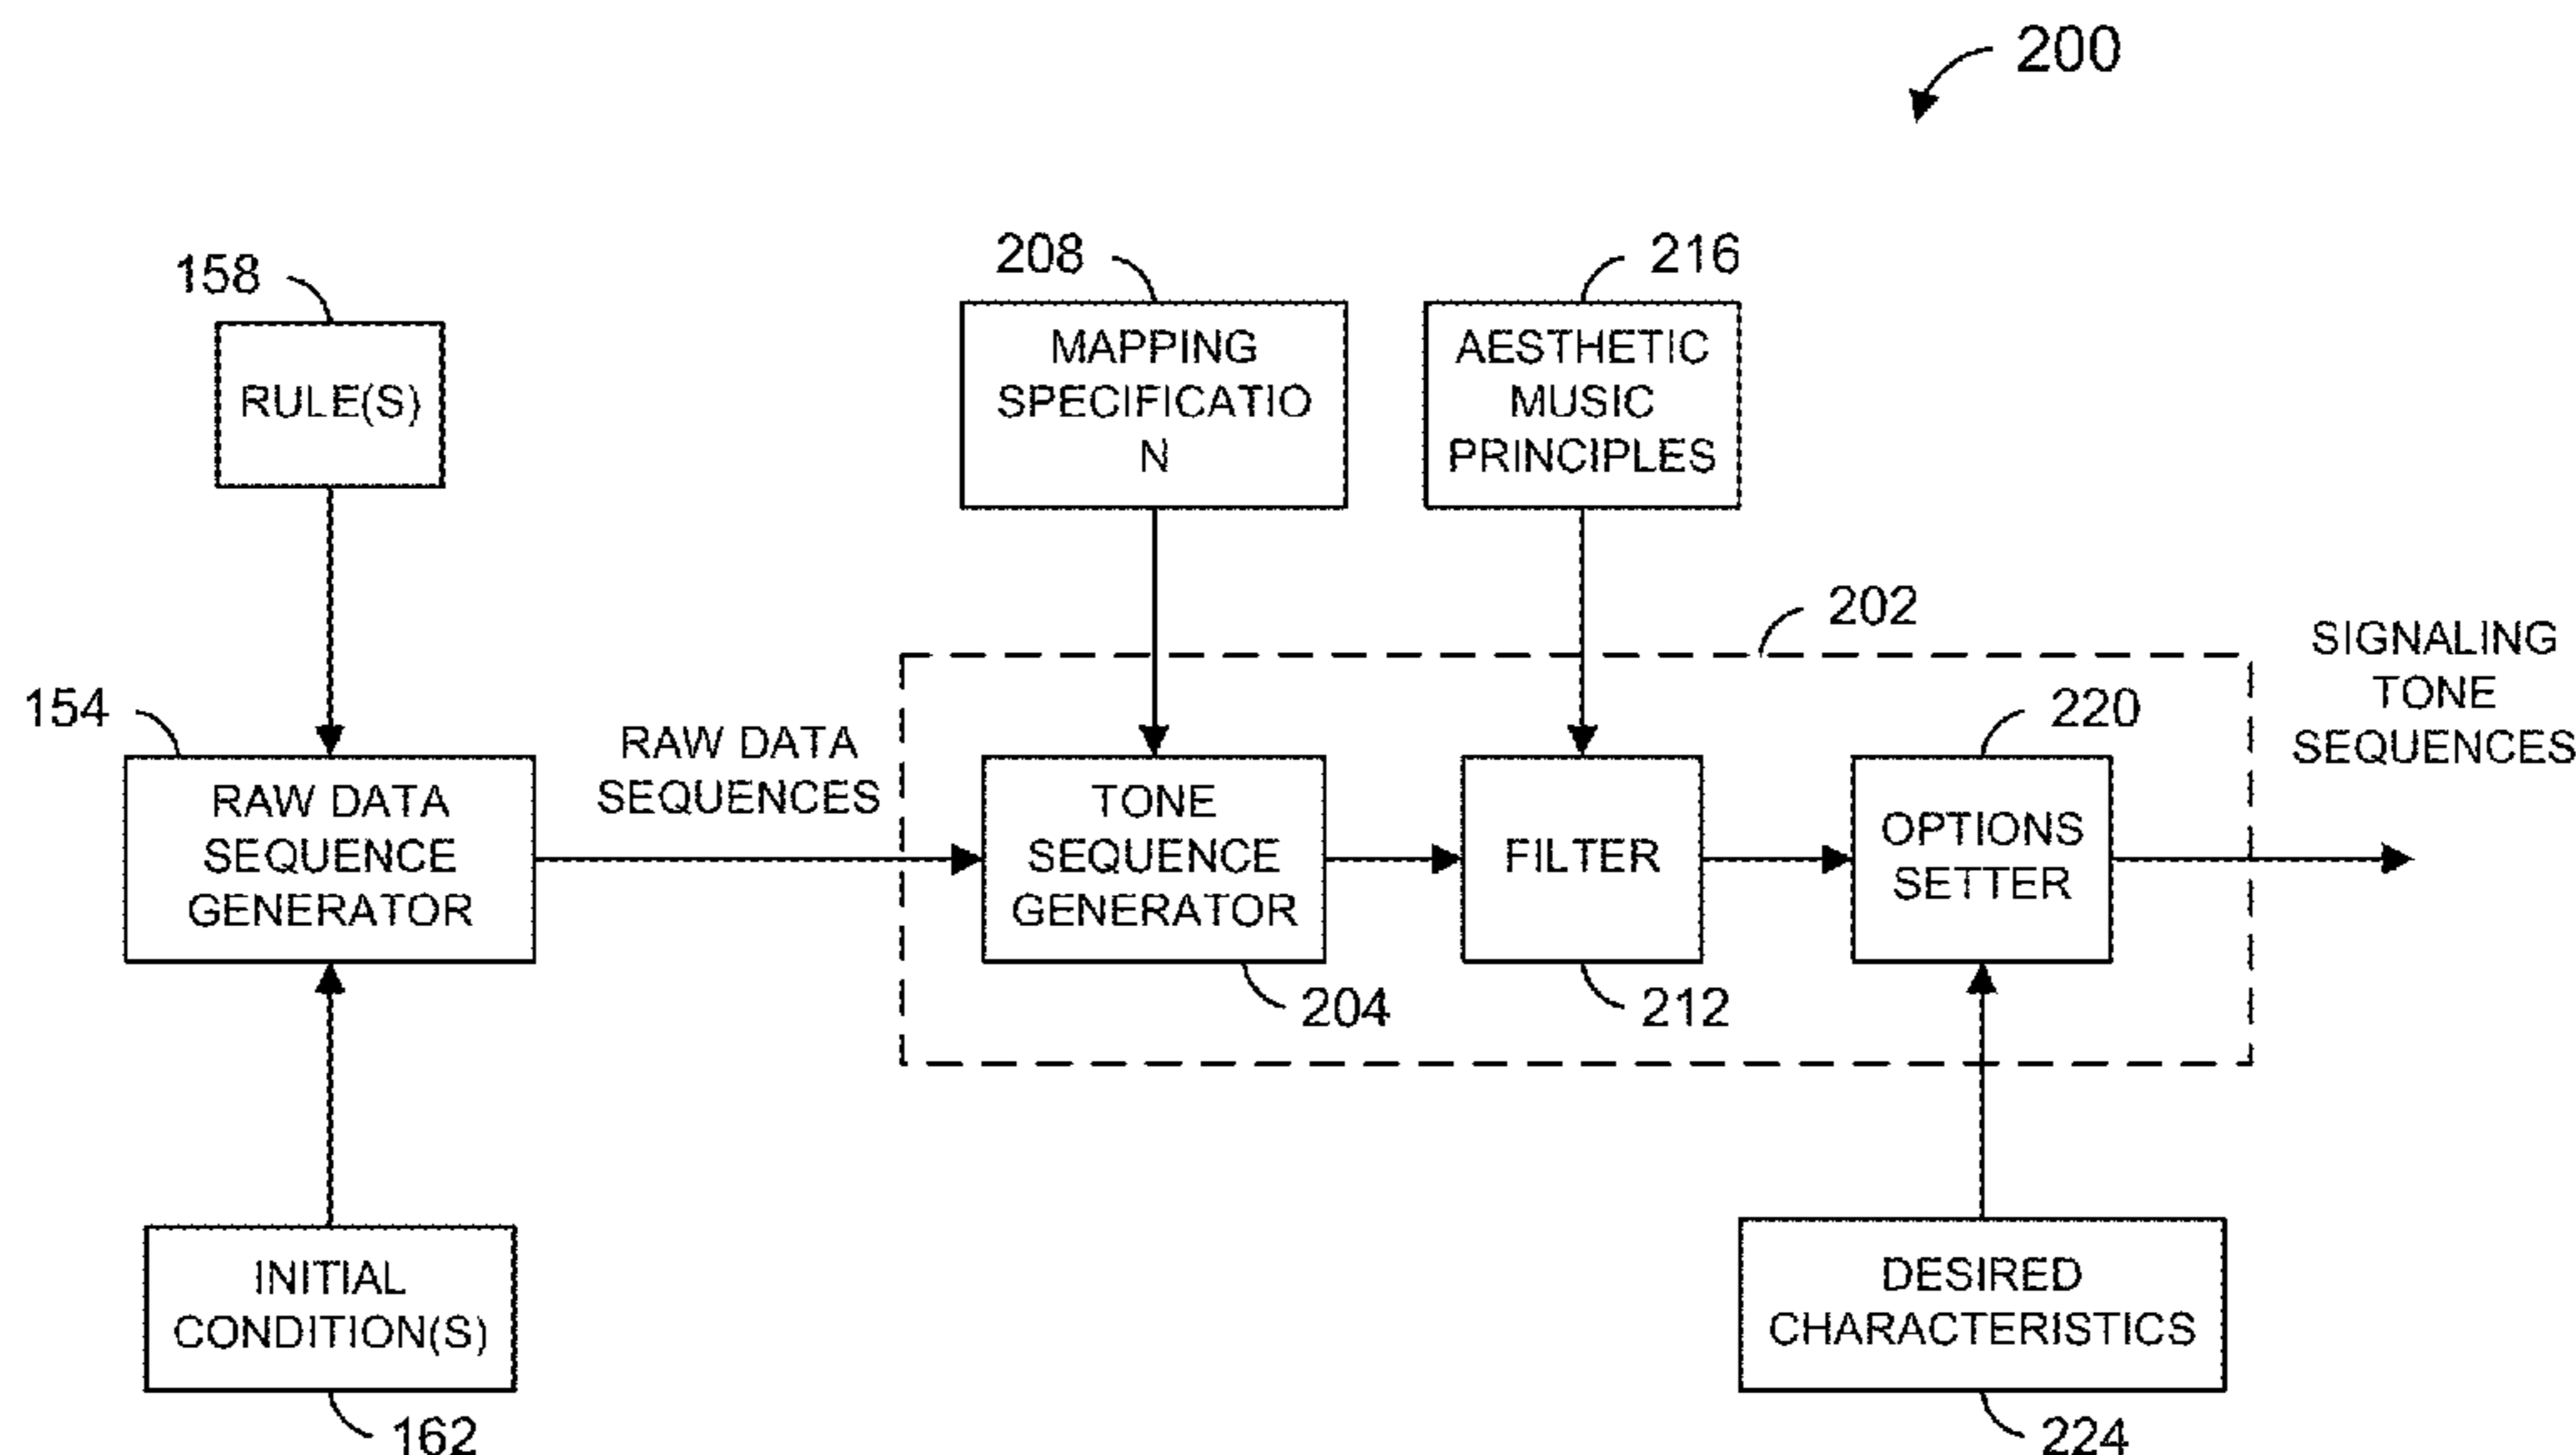 200
158
RULE(S)
208
MAPPING
SPECIFICATIO
N
216
AESTHETIC
MUSIC
PRINCIPLES
202
SIGNALING
TONE
SEQUENCES
154
RAW DATA
SEQUENCE
GENERATOR
RAW DATA
SEQUENCES
TONE
SEQUENCE
GENERATOR
204
FILTER
212
220
OPTIONS
SETTER
INITIAL
CONDITION(S)
162
DESIRED
CHARACTERISTICS
224